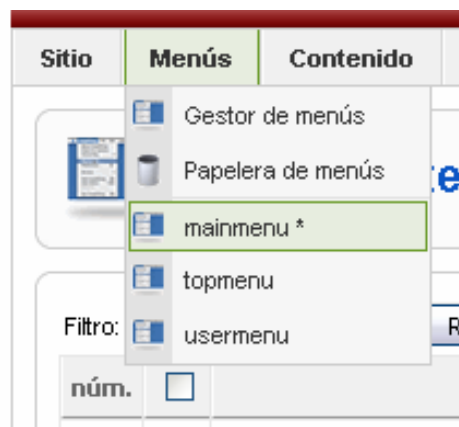 Sitio Menús Contenido
Gestor de menús
Papelera de menús
mainmenu *
topmenu
Filtro:
usermenu
núm.